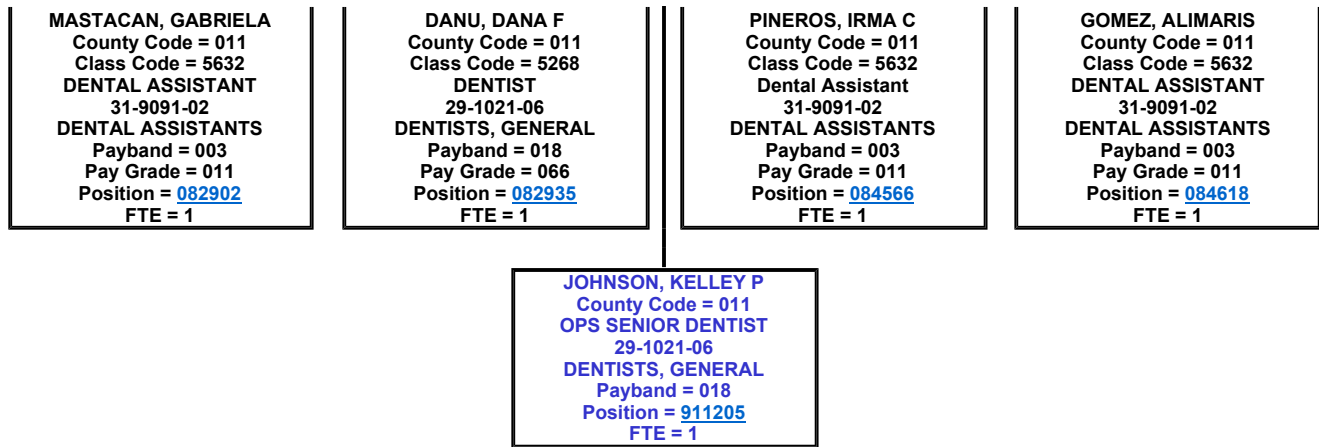 MASTACAN, GABRIELA
County Code = 011
Class Code = 5632
DENTAL ASSISTANT
31-9091-02
DENTAL ASSISTANTS
Payband = 003
Pay Grade = 011
Position = 082902
FTE = 1
DANU, DANA F
County Code = 011
Class Code = 5268
DENTIST
29-1021-06
DENTISTS, GENERAL
Payband = 018
Pay Grade = 066
Position = 082935
FTE = 1
PINEROS, IRMA C
County Code = 011
Class Code = 5632
Dental Assistant
31-9091-02
DENTAL ASSISTANTS
Payband = 003
Pay Grade = 011
Position = 084566
FTE = 1
GOMEZ, ALIMARIS
County Code = 011
Class Code = 5632
DENTAL ASSISTANT
31-9091-02
DENTAL ASSISTANTS
Payband = 003
Pay Grade = 011
Position = 084618
FTE = 1
JOHNSON, KELLEY P
County Code = 011
OPS SENIOR DENTIST
29-1021-06
DENTISTS, GENERAL
Payband = 018
Position = 911205
FTE = 1